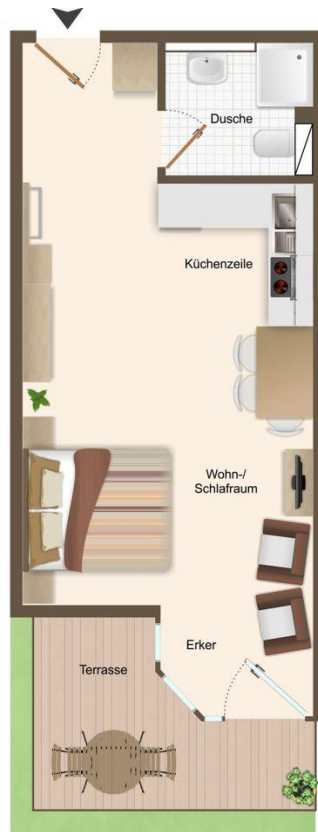 Dusche
Küchenzeile
Wohn-/
Schlafraum
Erker
Terrasse